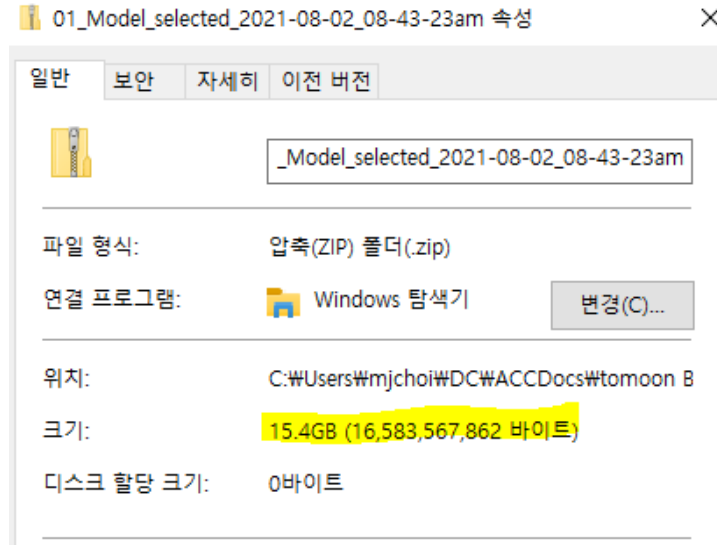 01_Model_selected_2021-08-02_08-43-23am 속성
일반 보안 자세히 이전 버전
_Model_selected_2021-08-02_08-43-23am
파일 형식: 압축(ZIP) 폴더(.zip)
연결 프로그램: Windows 탐색기 변경(C)...
위치: C:₩Users₩mjchoi₩DC₩ACCDocs₩tomoon B
크기: 15.4GB (16,583,567,862 바이트)
디스크 할당 크기: 0바이트